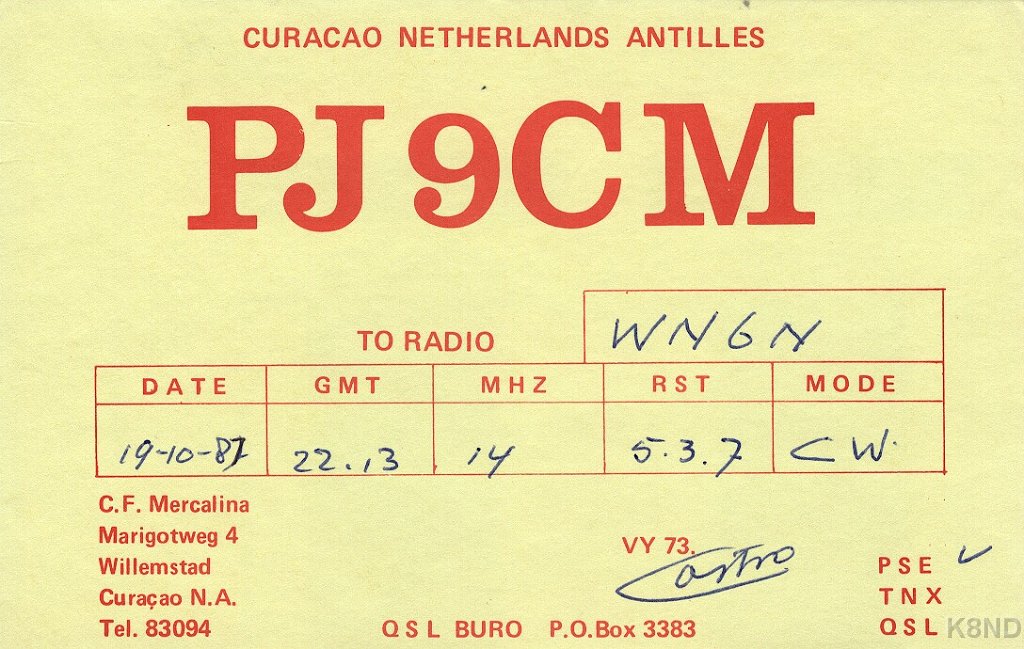 CURACAO NETHERLANDS ANTILLES
PJ9CM
TO RADIO WN6N
DATE GMT MHZ RST MODE
19-10-87 22.13 14 5.3.7 CW.
C.F. Mercalina
Marigotweg 4
Willemstad
Curaçao N.A.
Tel. 83094
VY 73.
Castro
PSE ✓
TNX
QSL
QSL BURO P.O.Box 3383
K8ND